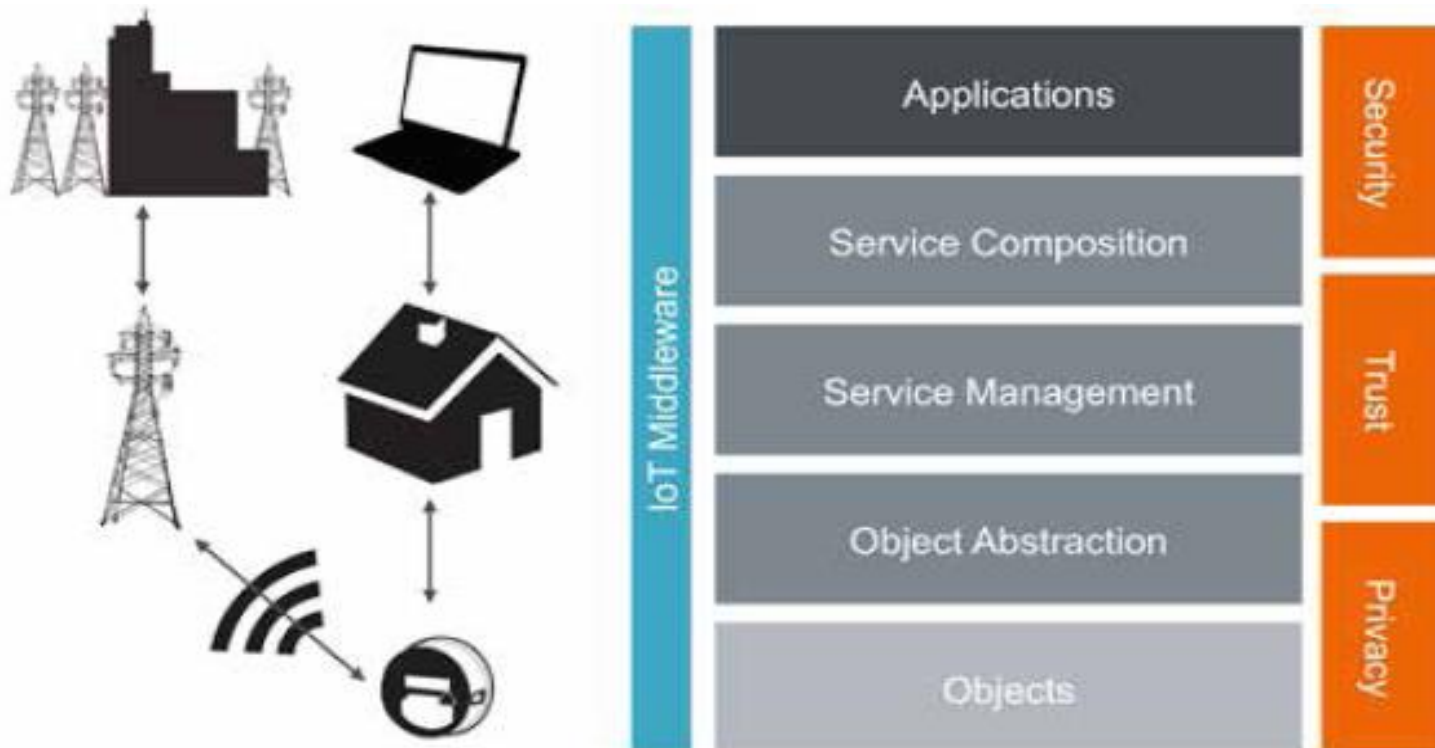 IoT Middleware
Applications
Service Composition
Service Management
Object Abstraction
Objects
Security
Trust
Privacy